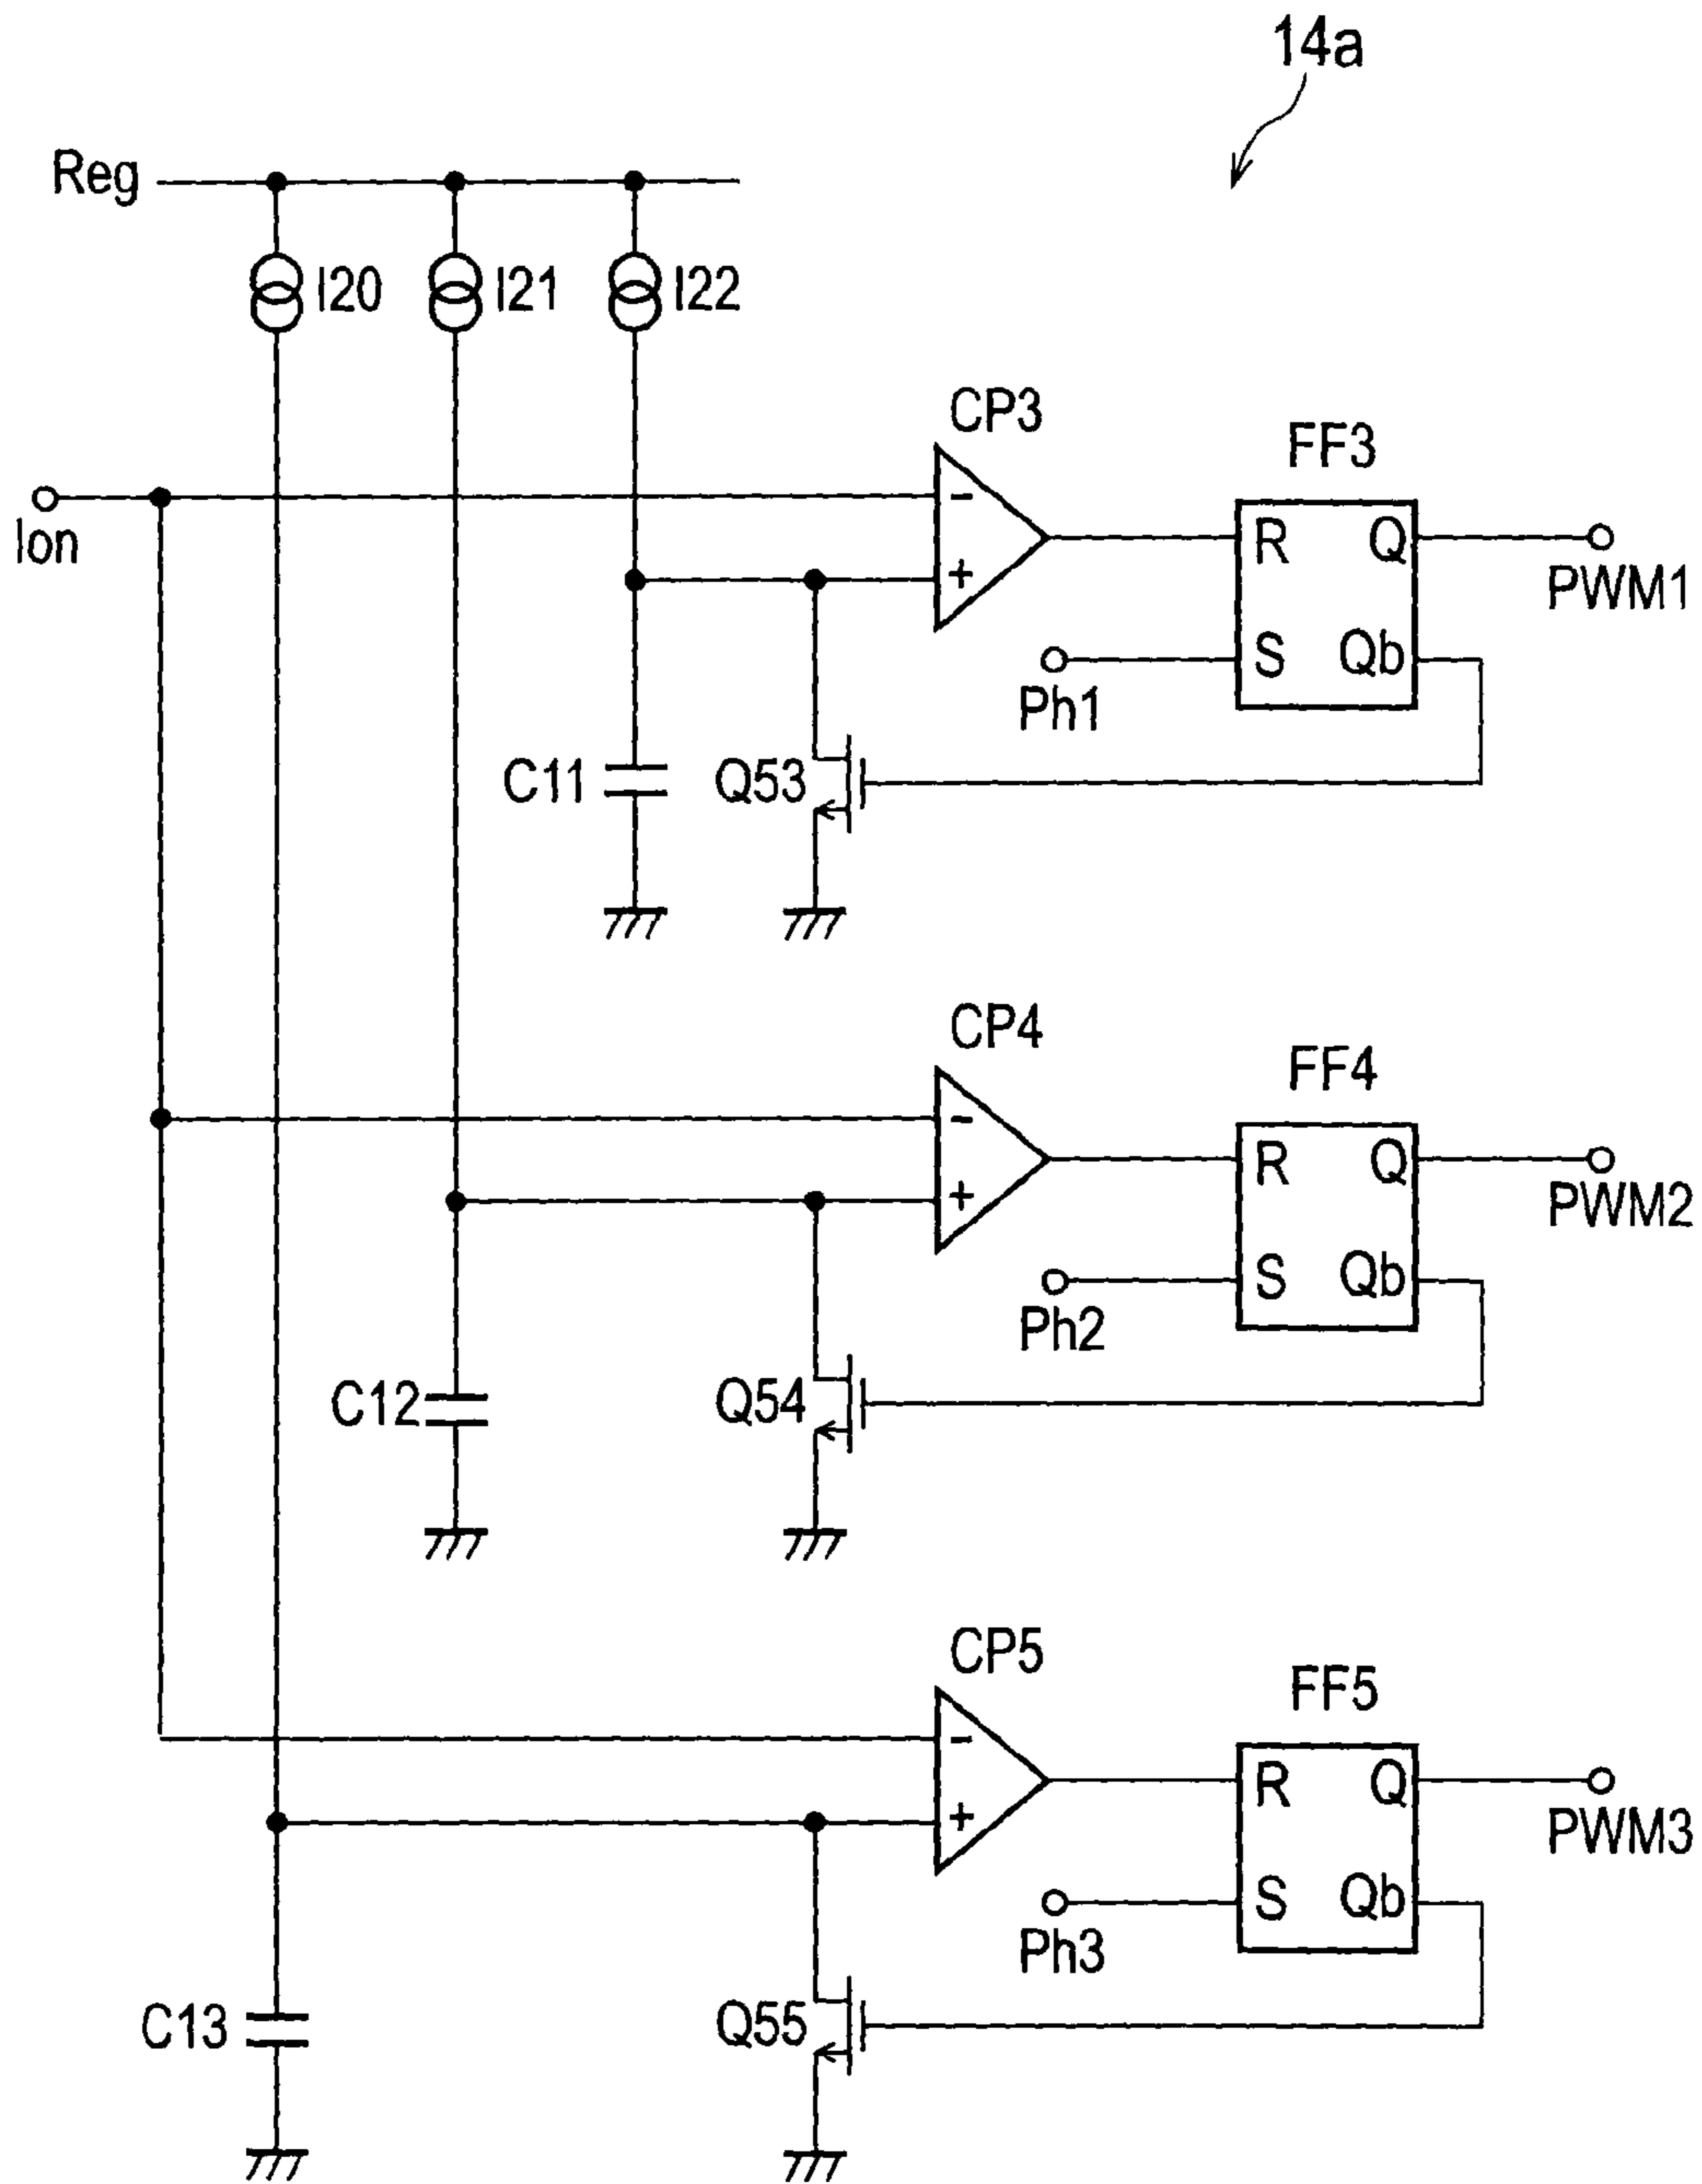 14a
Reg
I20
I21
I22
CP3
FF3
Ion
-
+
R
Q
PWM1
S
Qb
Ph1
C11
Q53
CP4
FF4
-
+
R
Q
PWM2
S
Qb
Ph2
C12
Q54
CP5
FF5
-
+
R
Q
PWM3
S
Qb
Ph3
C13
Q55